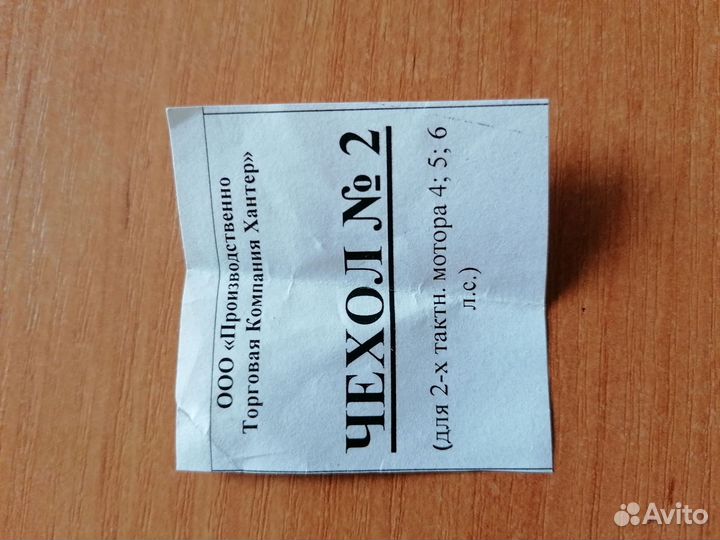 ООО «Производственно
Торговая Компания Хантер»
ЧЕХОЛ № 2
(для 2-х тактн. мотора 4; 5; 6
л.с.)
Avito